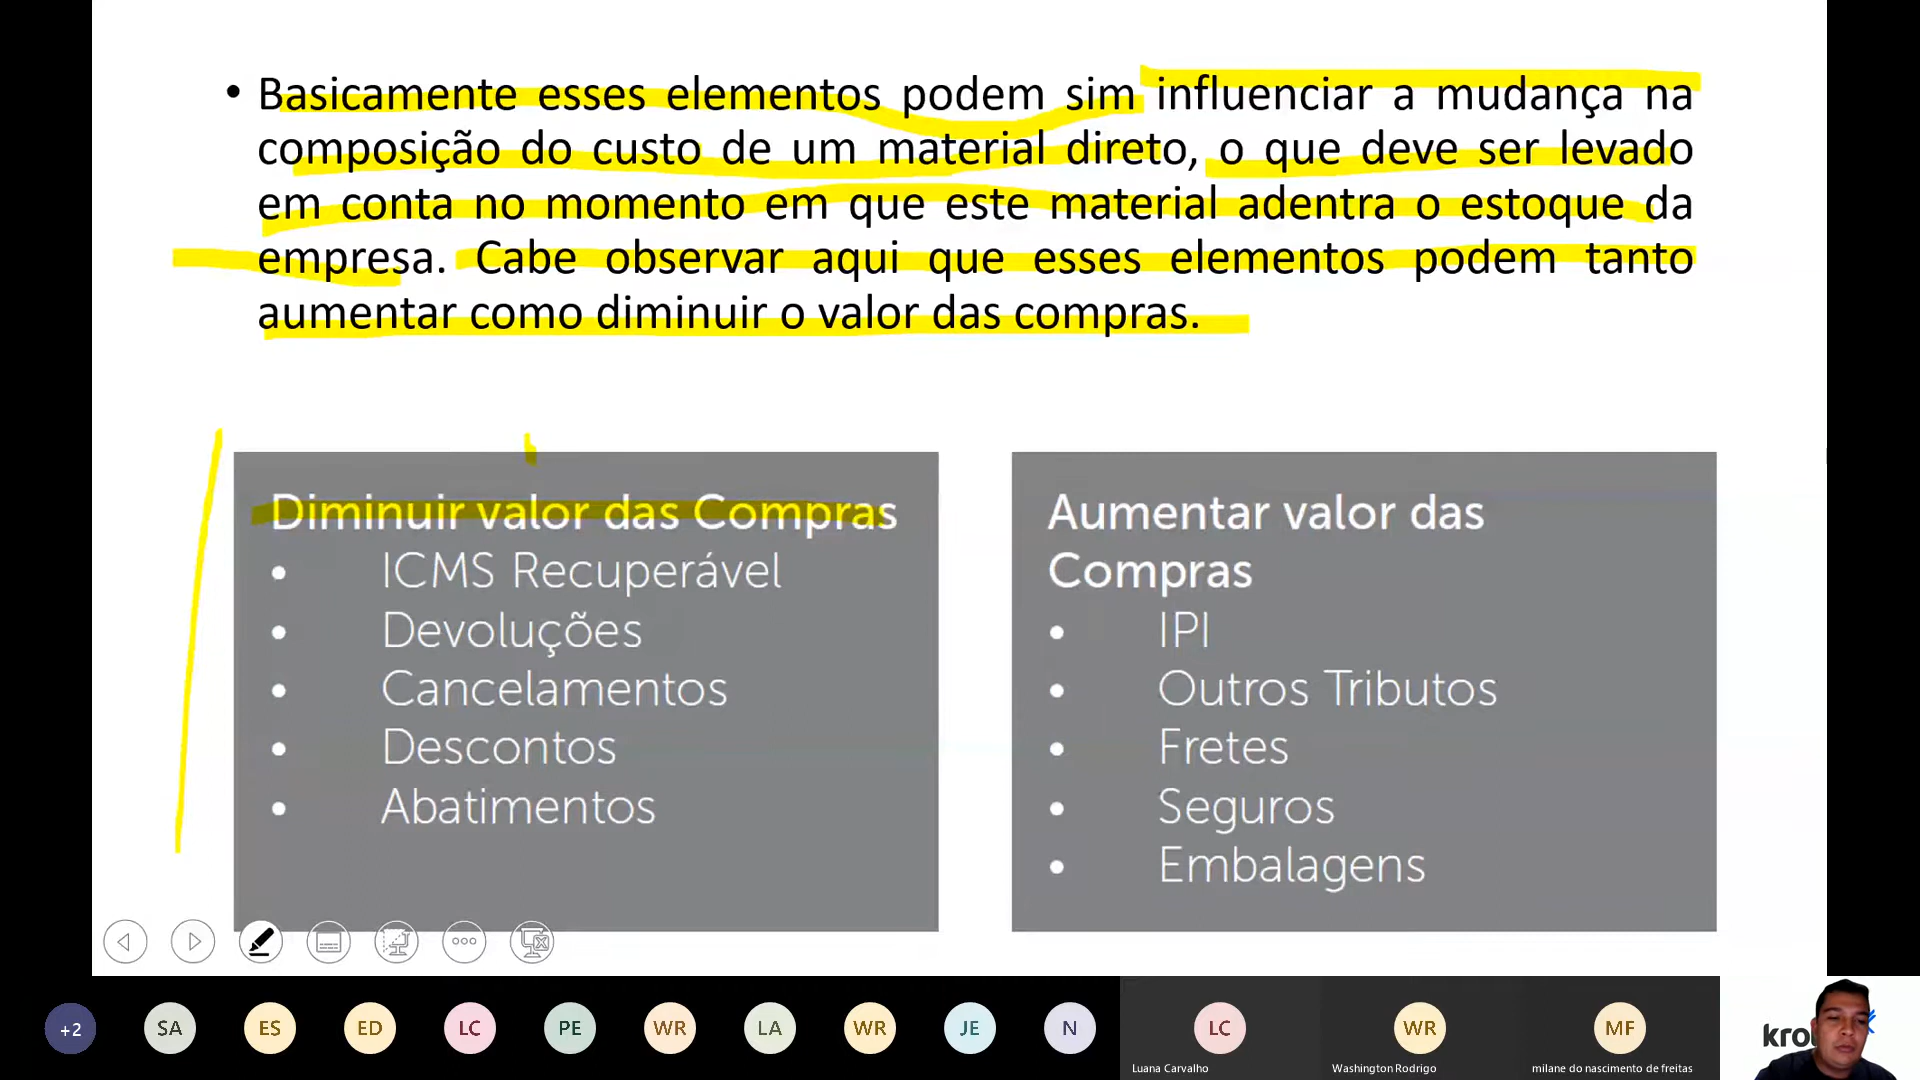 • Basicamente esses elementos podem sim influenciar a mudança na
composição do custo de um material direto, o que deve ser levado
em conta no momento em que este material adentra o estoque da
empresa. Cabe observar aqui que esses elementos podem tanto
aumentar como diminuir o valor das compras.
Diminuir valor das Compras
• ICMS Recuperável
• Devoluções
• Cancelamentos
• Descontos
• Abatimentos
Aumentar valor das
Compras
• IPI
• Outros Tributos
• Fretes
• Seguros
• Embalagens
+2
SA
ES
ED
LC
PE
WR
LA
WR
JE
N
LC
Luana Carvalho
WR
Washington Rodrigo
MF
milane do nascimento de freitas